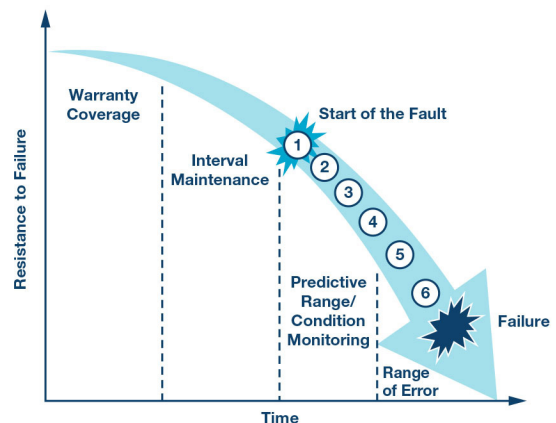 Resistance to Failure
Warranty
Coverage
Interval
Maintenance
Start of the Fault
1
2
3
4
5
6
Predictive
Range/
Condition
Monitoring
Failure
Range
of Error
Time